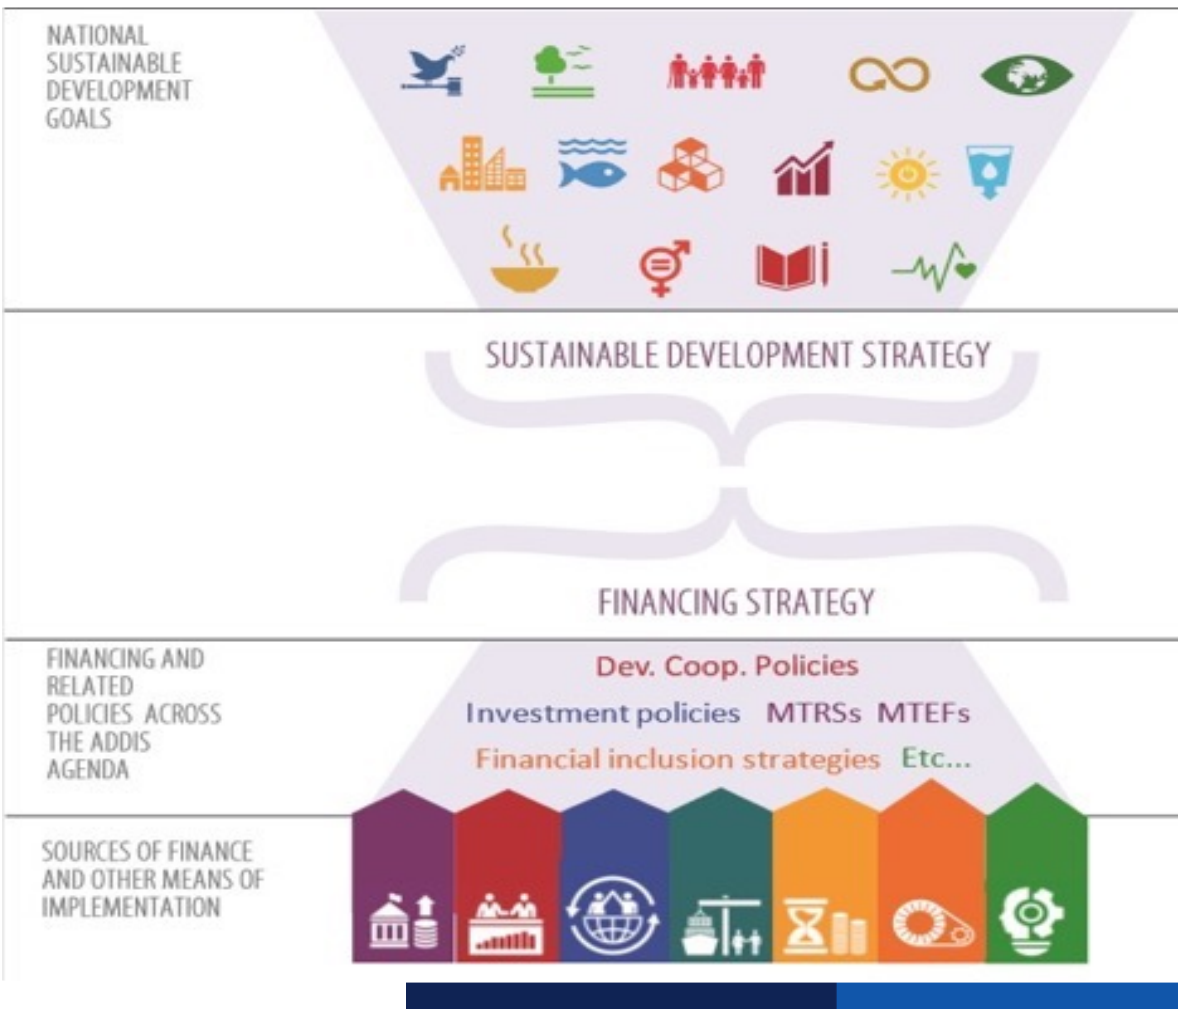 NATIONAL
SUSTAINABLE
DEVELOPMENT
GOALS
SUSTAINABLE DEVELOPMENT STRATEGY
FINANCING STRATEGY
FINANCING AND
RELATED
POLICIES ACROSS
THE ADDIS
AGENDA
Dev. Coop. Policies
Investment policies MTRSs MTEFs
Financial inclusion strategies Etc...
SOURCES OF FINANCE
AND OTHER MEANS OF
IMPLEMENTATION